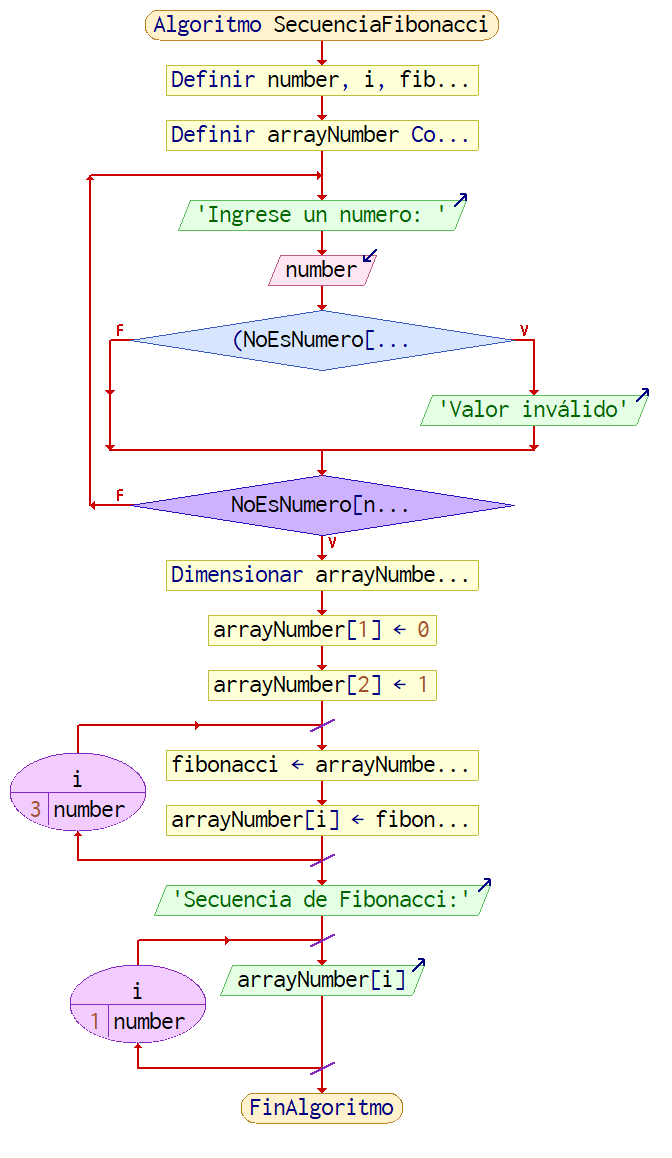 Algoritmo SecuenciaFibonacci
Definir number, i, fib...
Definir arrayNumber Co...
'Ingrese un numero: '
number
F
(NoEsNumero[...
V
'Valor inválido'
F
NoEsNumero[n...
V
Dimensionar arrayNumbe...
arrayNumber[1] ← 0
arrayNumber[2] ← 1
i
3 number
fibonacci ← arrayNumbe...
arrayNumber[i] ← fibon...
'Secuencia de Fibonacci:'
i
1 number
arrayNumber[i]
FinAlgoritmo